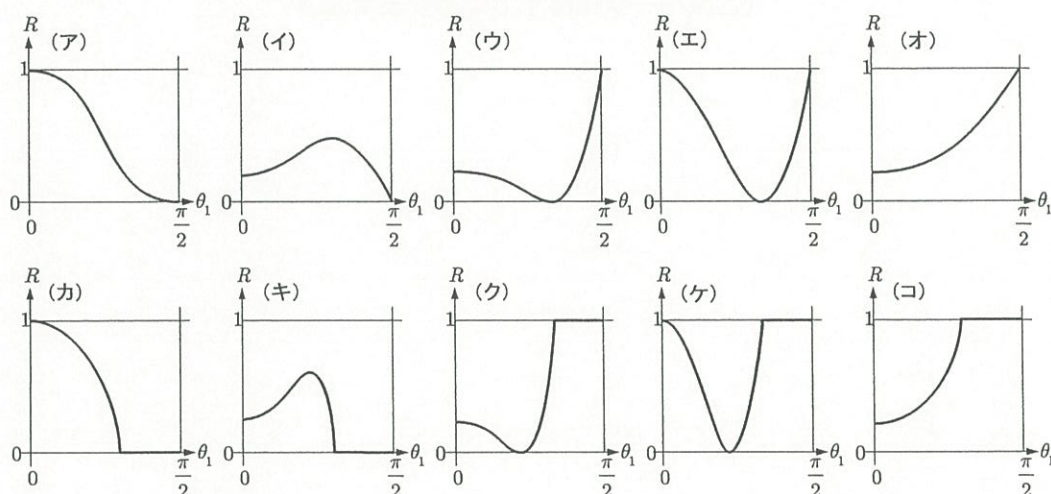 R (ア) 1 0 0 π/2 θ₁
R (イ) 1 0 0 π/2 θ₁
R (ウ) 1 0 0 π/2 θ₁
R (エ) 1 0 0 π/2 θ₁
R (オ) 1 0 0 π/2 θ₁
R (カ) 1 0 0 π/2 θ₁
R (キ) 1 0 0 π/2 θ₁
R (ク) 1 0 0 π/2 θ₁
R (ケ) 1 0 0 π/2 θ₁
R (コ) 1 0 0 π/2 θ₁